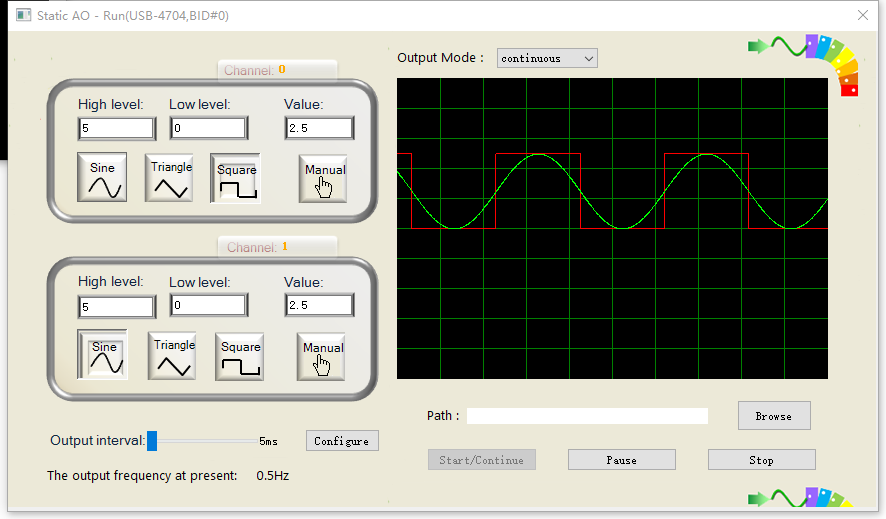 Static AO - Run(USB-4704,BID#0)
Output Mode : continuous
Channel: 0
High level: Low level: Value:
5 0 2.5
Sine Triangle Square Manual
Channel: 1
High level: Low level: Value:
5 0 2.5
Sine Triangle Square Manual
Path : Browse
Output interval: 5ms Configure
Start/Continue Pause Stop
The output frequency at present: 0.5Hz